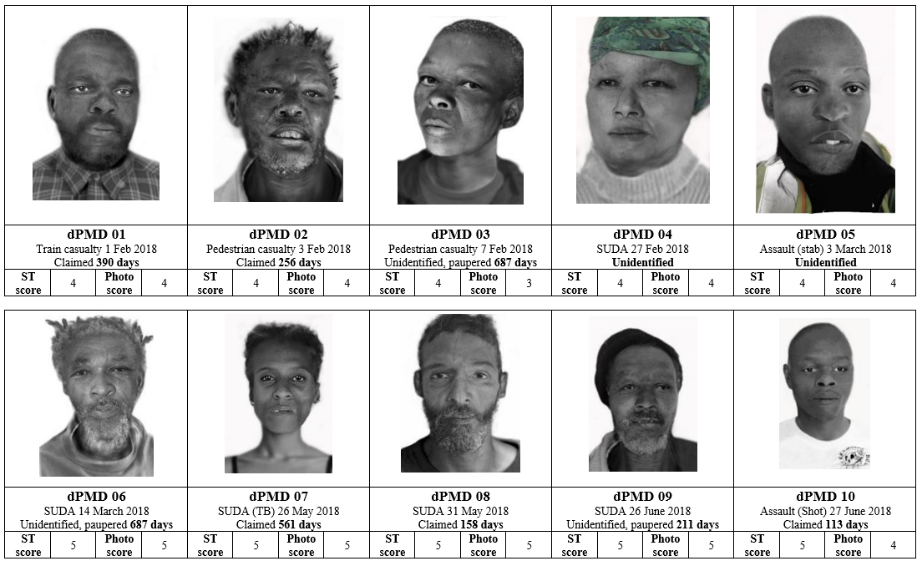 dPMD 01
Train casualty 1 Feb 2018
Claimed 390 days
ST score 4 Photo score 4
dPMD 02
Pedestrian casualty 3 Feb 2018
Claimed 256 days
ST score 4 Photo score 4
dPMD 03
Pedestrian casualty 7 Feb 2018
Unidentified, paupered 687 days
ST score 4 Photo score 3
dPMD 04
SUDA 27 Feb 2018
Unidentified
ST score 4 Photo score 4
dPMD 05
Assault (stab) 3 March 2018
Unidentified
ST score 4 Photo score 4
dPMD 06
SUDA 14 March 2018
Unidentified, paupered 687 days
ST score 5 Photo score 5
dPMD 07
SUDA (TB) 26 May 2018
Claimed 561 days
ST score 5 Photo score 5
dPMD 08
SUDA 31 May 2018
Claimed 158 days
ST score 5 Photo score 5
dPMD 09
SUDA 26 June 2018
Unidentified, paupered 211 days
ST score 5 Photo score 5
dPMD 10
Assault (Shot) 27 June 2018
Claimed 113 days
ST score 5 Photo score 4